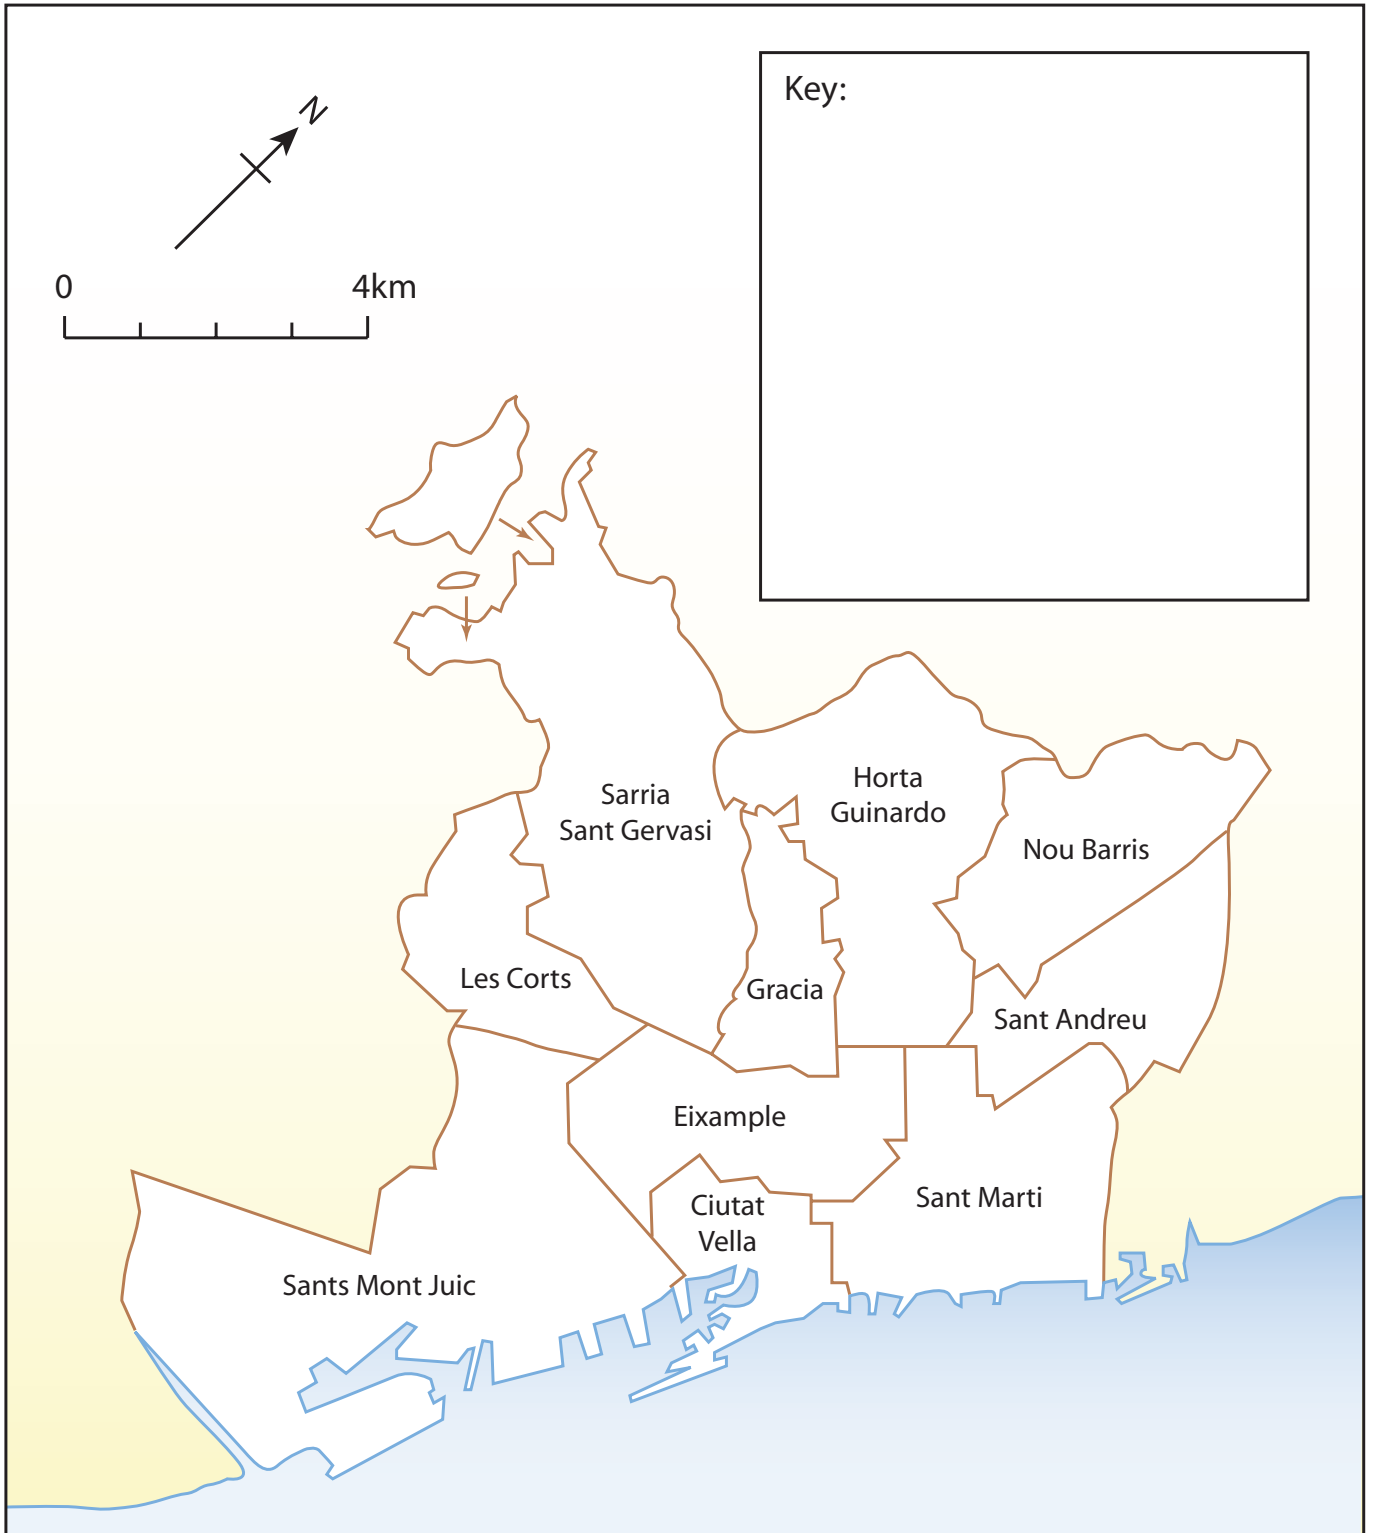 Key:
N
0
4km
Sarria
Sant Gervasi
Horta
Guinardo
Nou Barris
Les Corts
Gracia
Sant Andreu
Eixample
Ciutat
Vella
Sant Marti
Sants Mont Juic